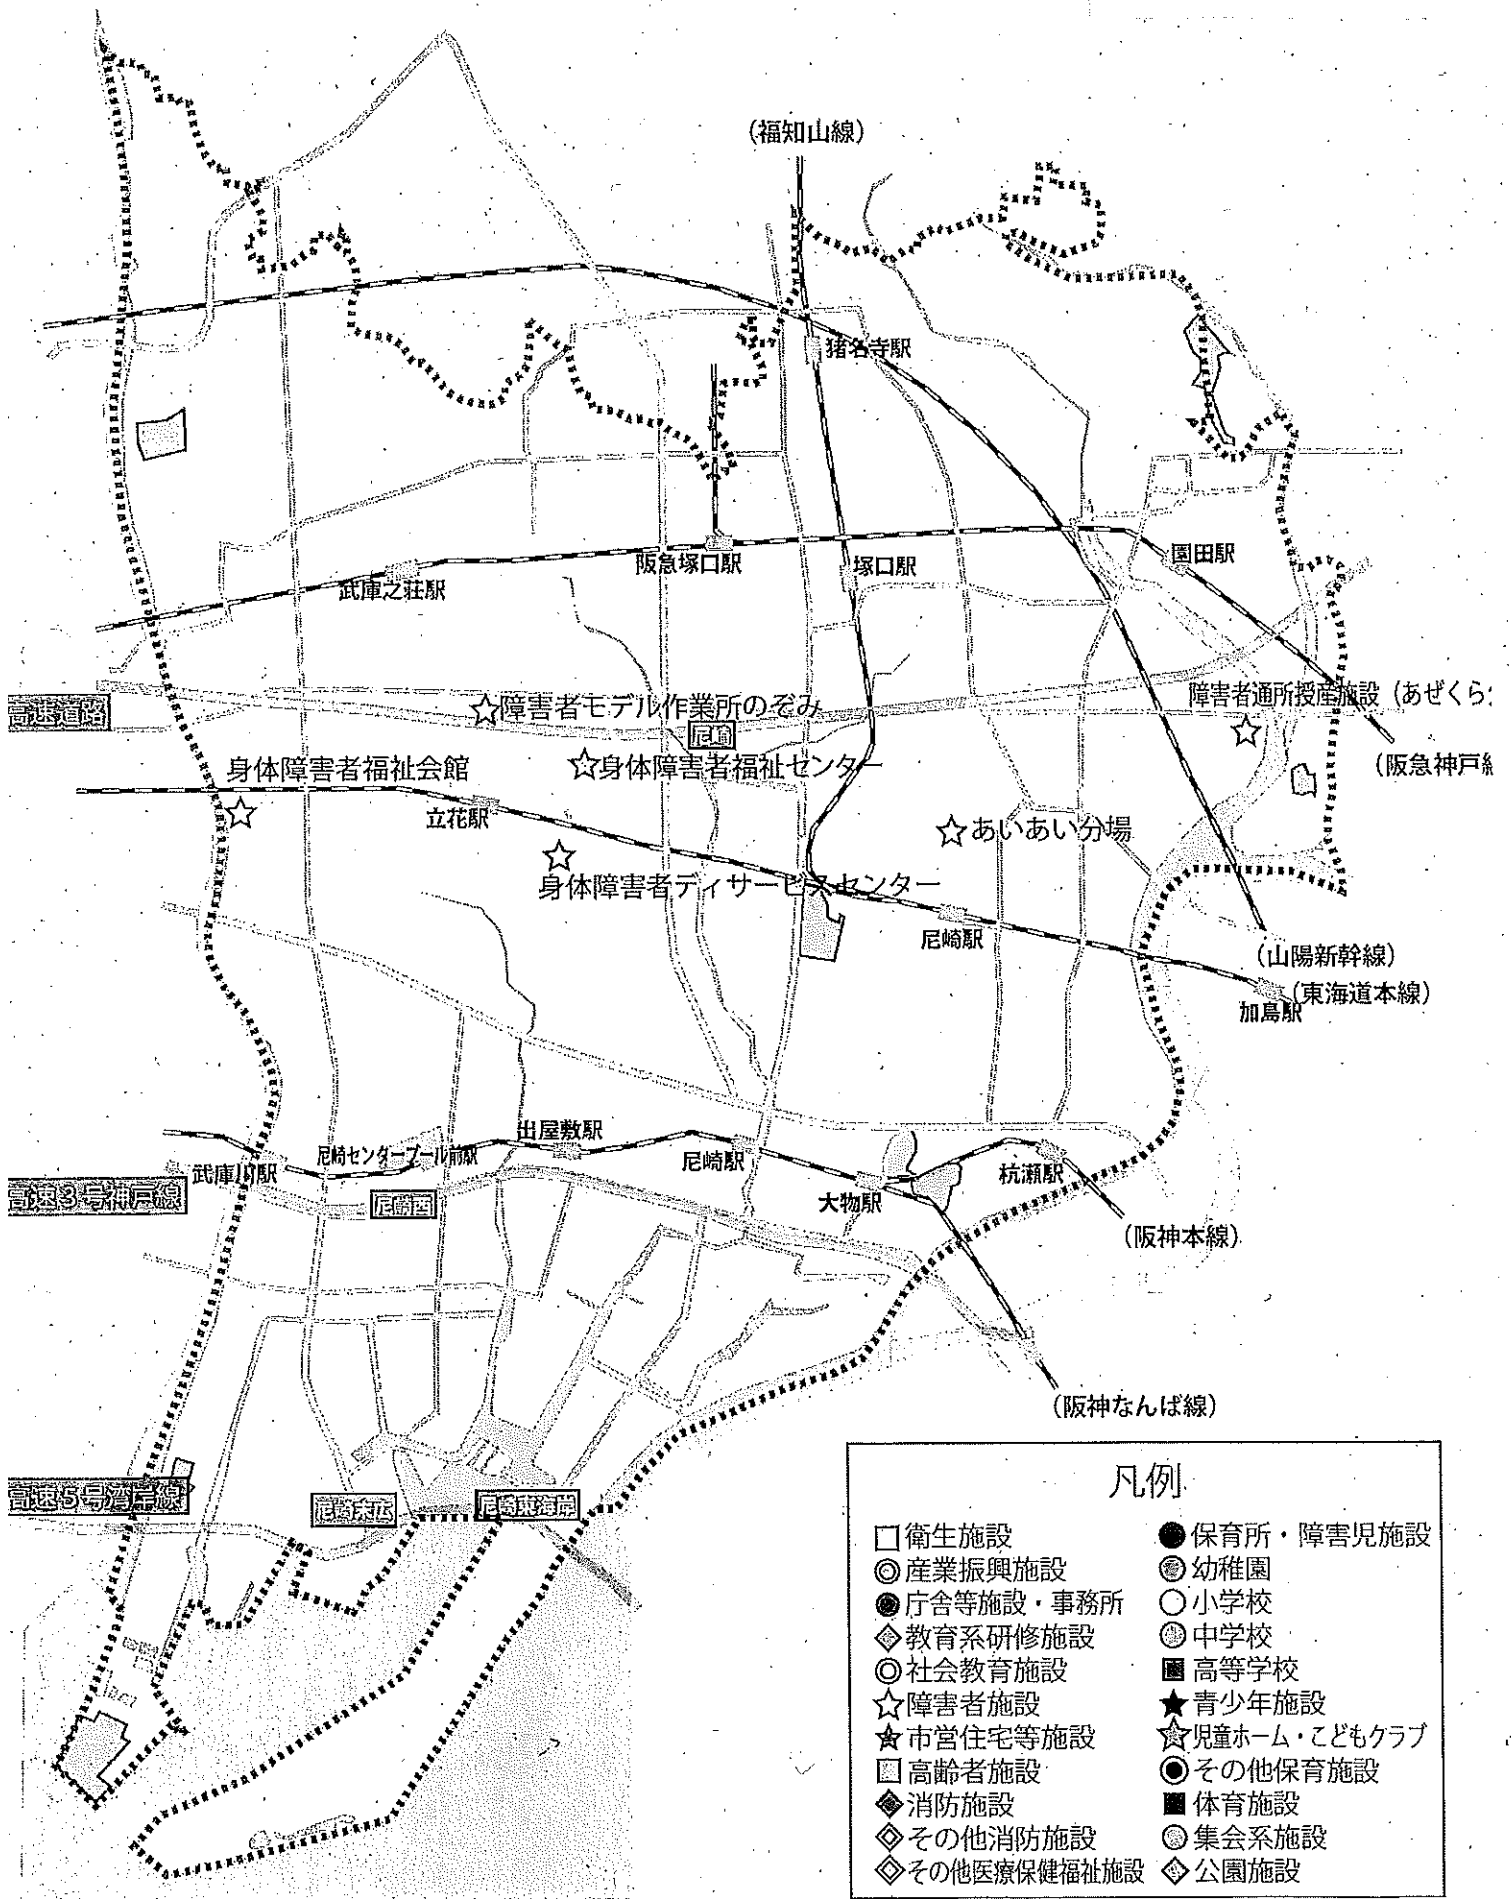 (福知山線)
猪名寺駅
阪急塚口駅
塚口駅
園田駅
武庫之荘駅
高速道路
☆障害者モデル作業所のぞみ
障害者通所授産施設(あぜくら
尼崎
身体障害者福祉会館
☆身体障害者福祉センター
(阪急神戸線
立花駅
☆あいあい分場
身体障害者デイサービスセンター
尼崎駅
(山陽新幹線)
(東海道本線)
加島駅
出屋敷駅
尼崎センタープール前駅
尼崎駅
武庫川駅
杭瀬駅
高速3号神戸線
尼崎西
大物駅
(阪神本線)
(阪神なんば線)
高速5号湾岸線
尼崎末広
尼崎東海岸
凡例
衛生施設
産業振興施設
庁舎等施設・事務所
教育系研修施設
社会教育施設
障害者施設
市営住宅等施設
高齢者施設
消防施設
その他消防施設
その他医療保健福祉施設
保育所・障害児施設
幼稚園
小学校
中学校
高等学校
青少年施設
児童ホーム・こどもクラブ
その他保育施設
体育施設
集会系施設
公園施設